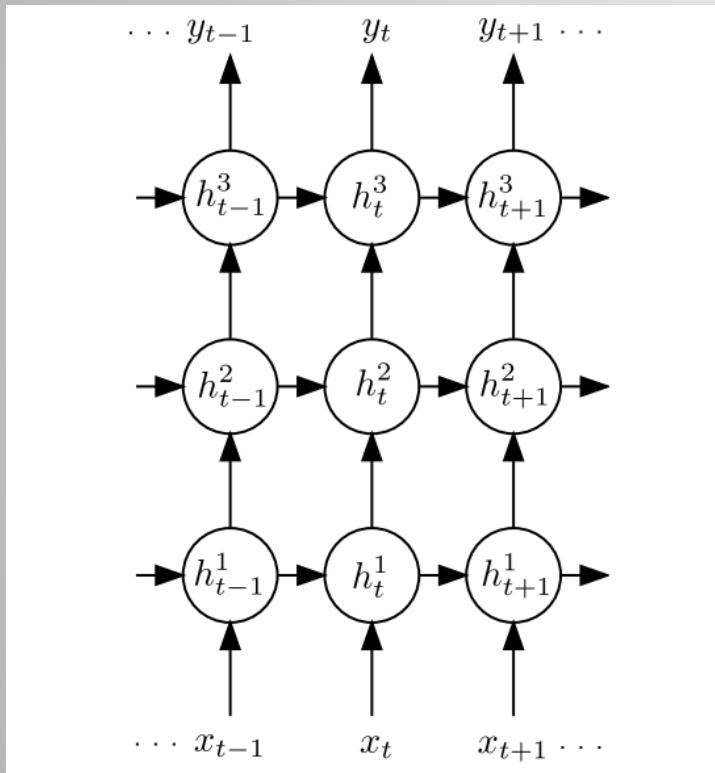 ⋯ y_{t−1} y_t y_{t+1} ⋯
h^3_{t−1} h^3_t h^3_{t+1}
h^2_{t−1} h^2_t h^2_{t+1}
h^1_{t−1} h^1_t h^1_{t+1}
⋯ x_{t−1} x_t x_{t+1} ⋯